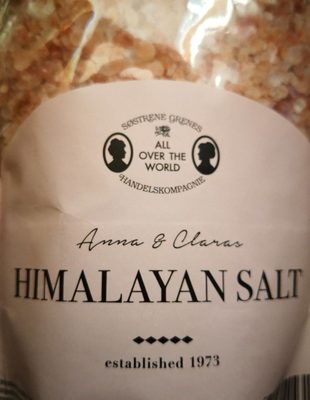 SØSTRENE GRENES
ALL
OVER THE
WORLD
HANDELSKOMPAGNIE
Anna & Claras
HIMALAYAN SALT
established 1973